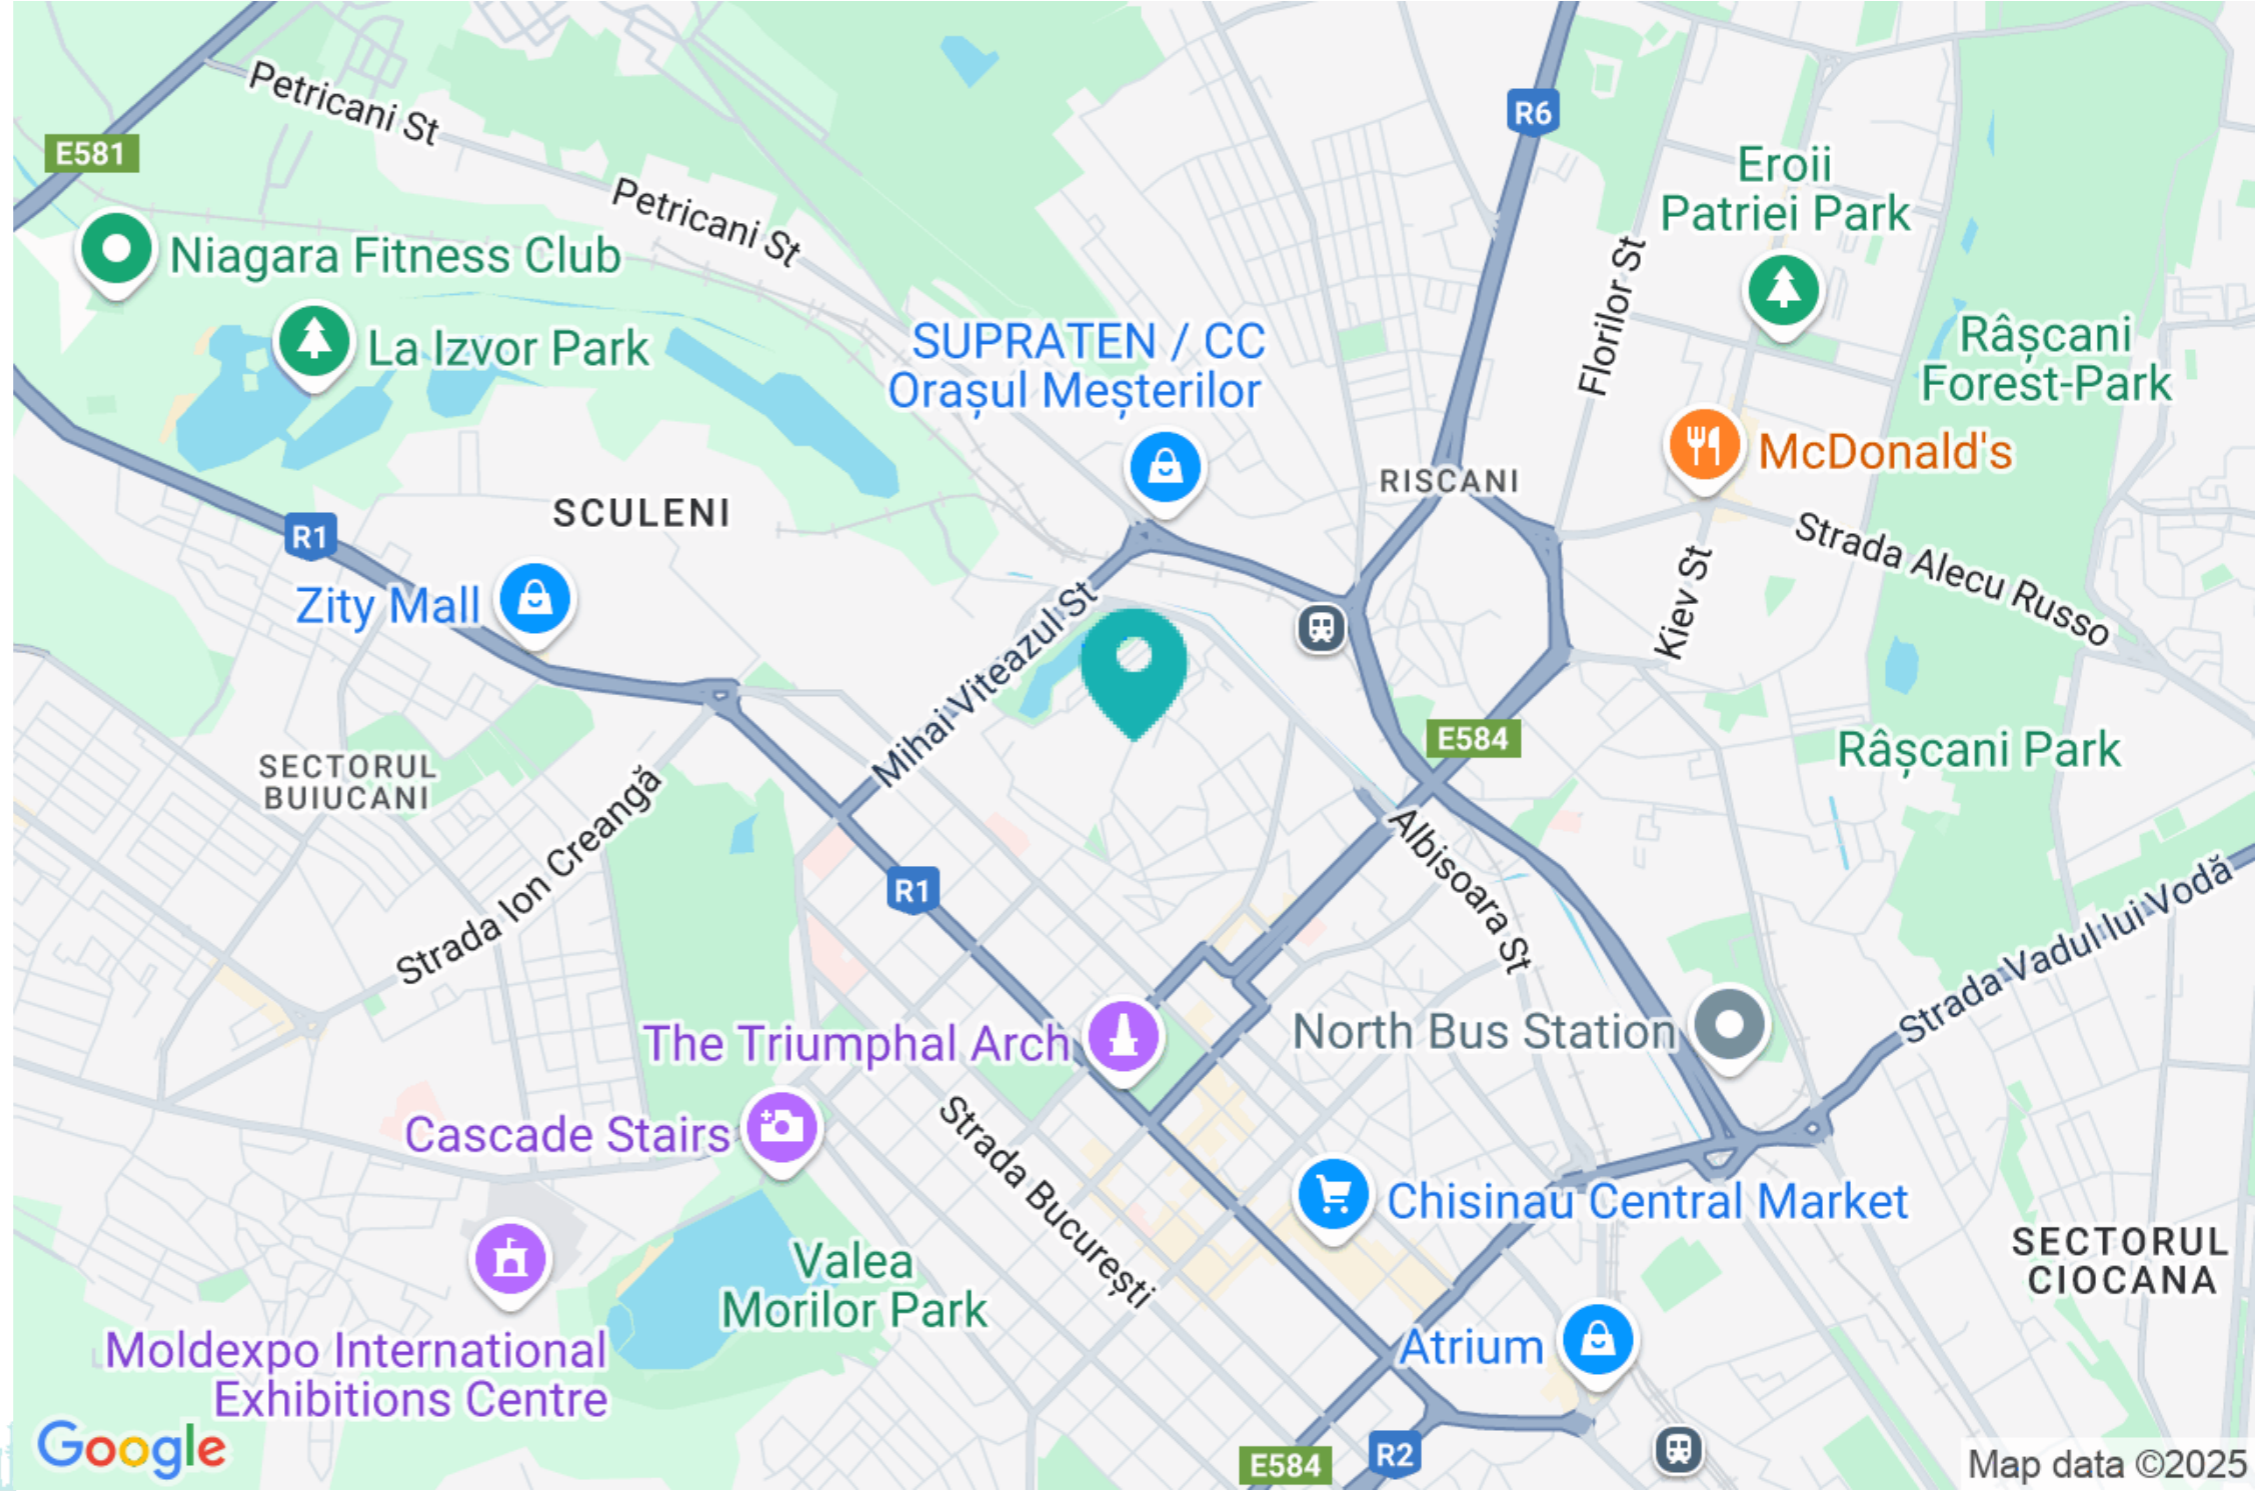 Petricani St
R6
E581
Petricani St
Eroii
Patriei Park
Niagara Fitness Club
La Izvor Park
Florilor St
SUPRATEN / CC
Orașul Meșterilor
Râșcani
Forest-Park
McDonald's
RISCANI
SCULENI
R1
Strada Alecu Russo
Zity Mall
Kiev St
Mihai Viteazul St
E584
Râșcani Park
SECTORUL
BUIUCANI
Strada Ion Creangă
R1
Albisoara St
Strada Vadul lui Vodă
The Triumphal Arch
North Bus Station
Cascade Stairs
Strada București
Chisinau Central Market
Valea
Morilor Park
SECTORUL
CIOCANA
Moldexpo International
Exhibitions Centre
Atrium
Google
E584
R2
Map data ©2025